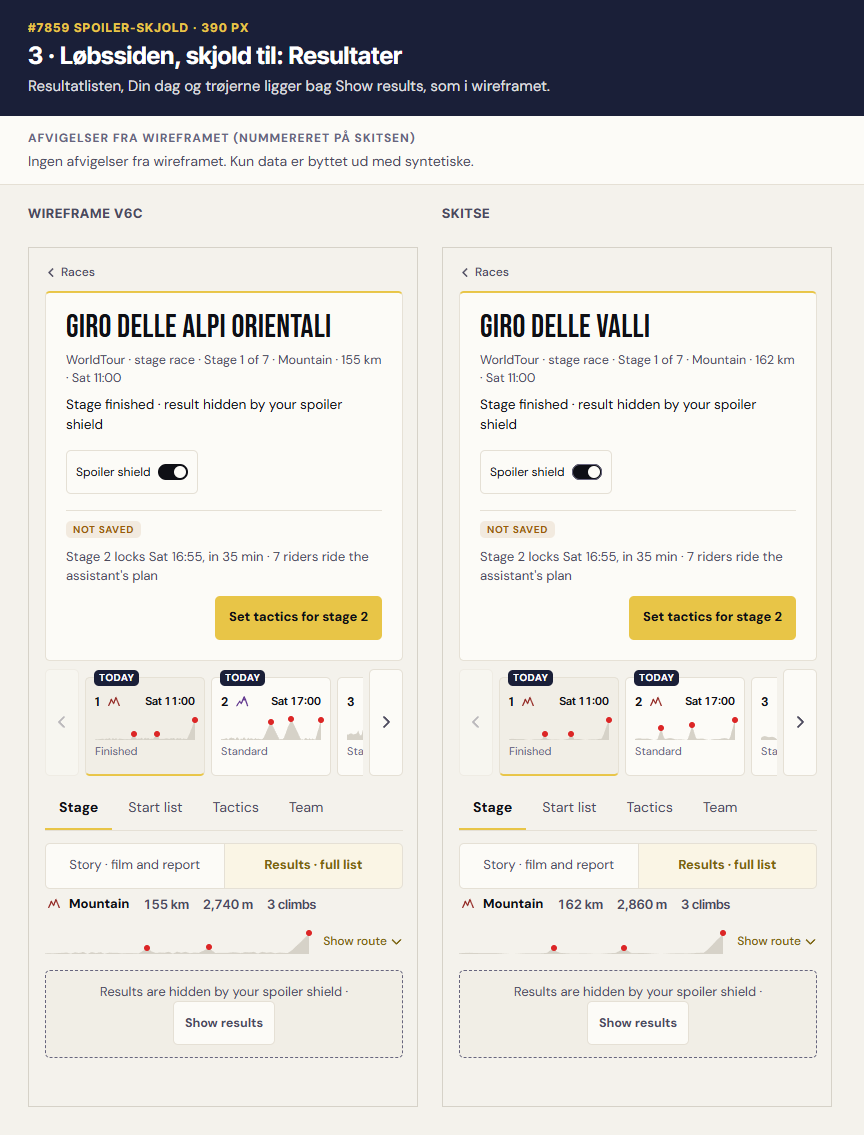 #7859 SPOILER-SKJOLD · 390 PX
3 · Løbssiden, skjold til: Resultater
Resultatlisten, Din dag og trøjerne ligger bag Show results, som i wireframet.
AFVIGELSER FRA WIREFRAMET (NUMMERERET PÅ SKITSEN)
Ingen afvigelser fra wireframet. Kun data er byttet ud med syntetiske.
WIREFRAME V6C
Races
GIRO DELLE ALPI ORIENTALI
WorldTour · stage race · Stage 1 of 7 · Mountain · 155 km
· Sat 11:00
Stage finished · result hidden by your spoiler
shield
Spoiler shield
NOT SAVED
Stage 2 locks Sat 16:55, in 35 min · 7 riders ride the
assistant's plan
Set tactics for stage 2
TODAY
1 Sat 11:00
Finished
TODAY
2 Sat 17:00
Standard
3
Sta
Stage Start list Tactics Team
Story · film and report Results · full list
Mountain 155 km 2,740 m 3 climbs
Show route
Results are hidden by your spoiler shield ·
Show results
SKITSE
Races
GIRO DELLE VALLI
WorldTour · stage race · Stage 1 of 7 · Mountain · 162 km
· Sat 11:00
Stage finished · result hidden by your spoiler
shield
Spoiler shield
NOT SAVED
Stage 2 locks Sat 16:55, in 35 min · 7 riders ride the
assistant's plan
Set tactics for stage 2
TODAY
1 Sat 11:00
Finished
TODAY
2 Sat 17:00
Standard
3
Sta
Stage Start list Tactics Team
Story · film and report Results · full list
Mountain 162 km 2,860 m 3 climbs
Show route
Results are hidden by your spoiler shield ·
Show results